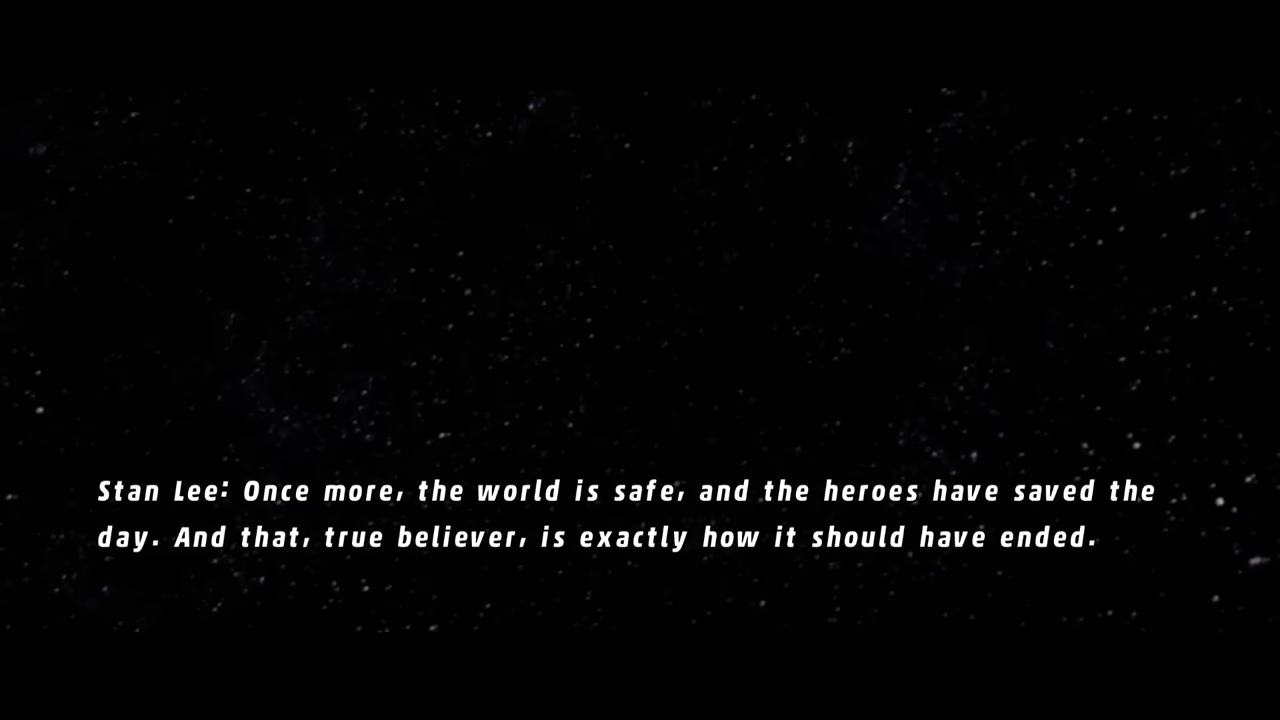 Stan Lee: Once more, the world is safe, and the heroes have saved the
day. And that, true believer, is exactly how it should have ended.